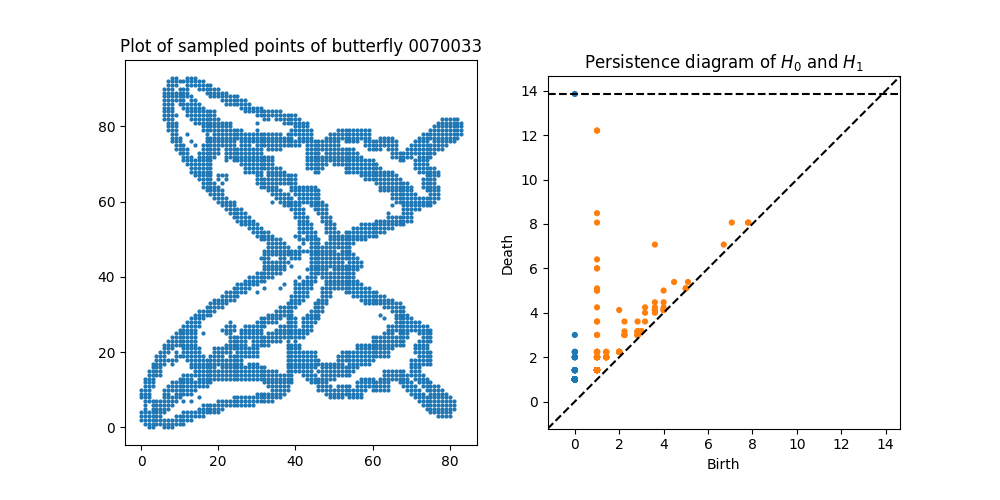 Plot of sampled points of butterfly 0070033
80
60
40
20
0
0 20 40 60 80
Persistence diagram of H₀ and H₁
14
12
10
8
6
4
2
0
Death
0 2 4 6 8 10 12 14
Birth